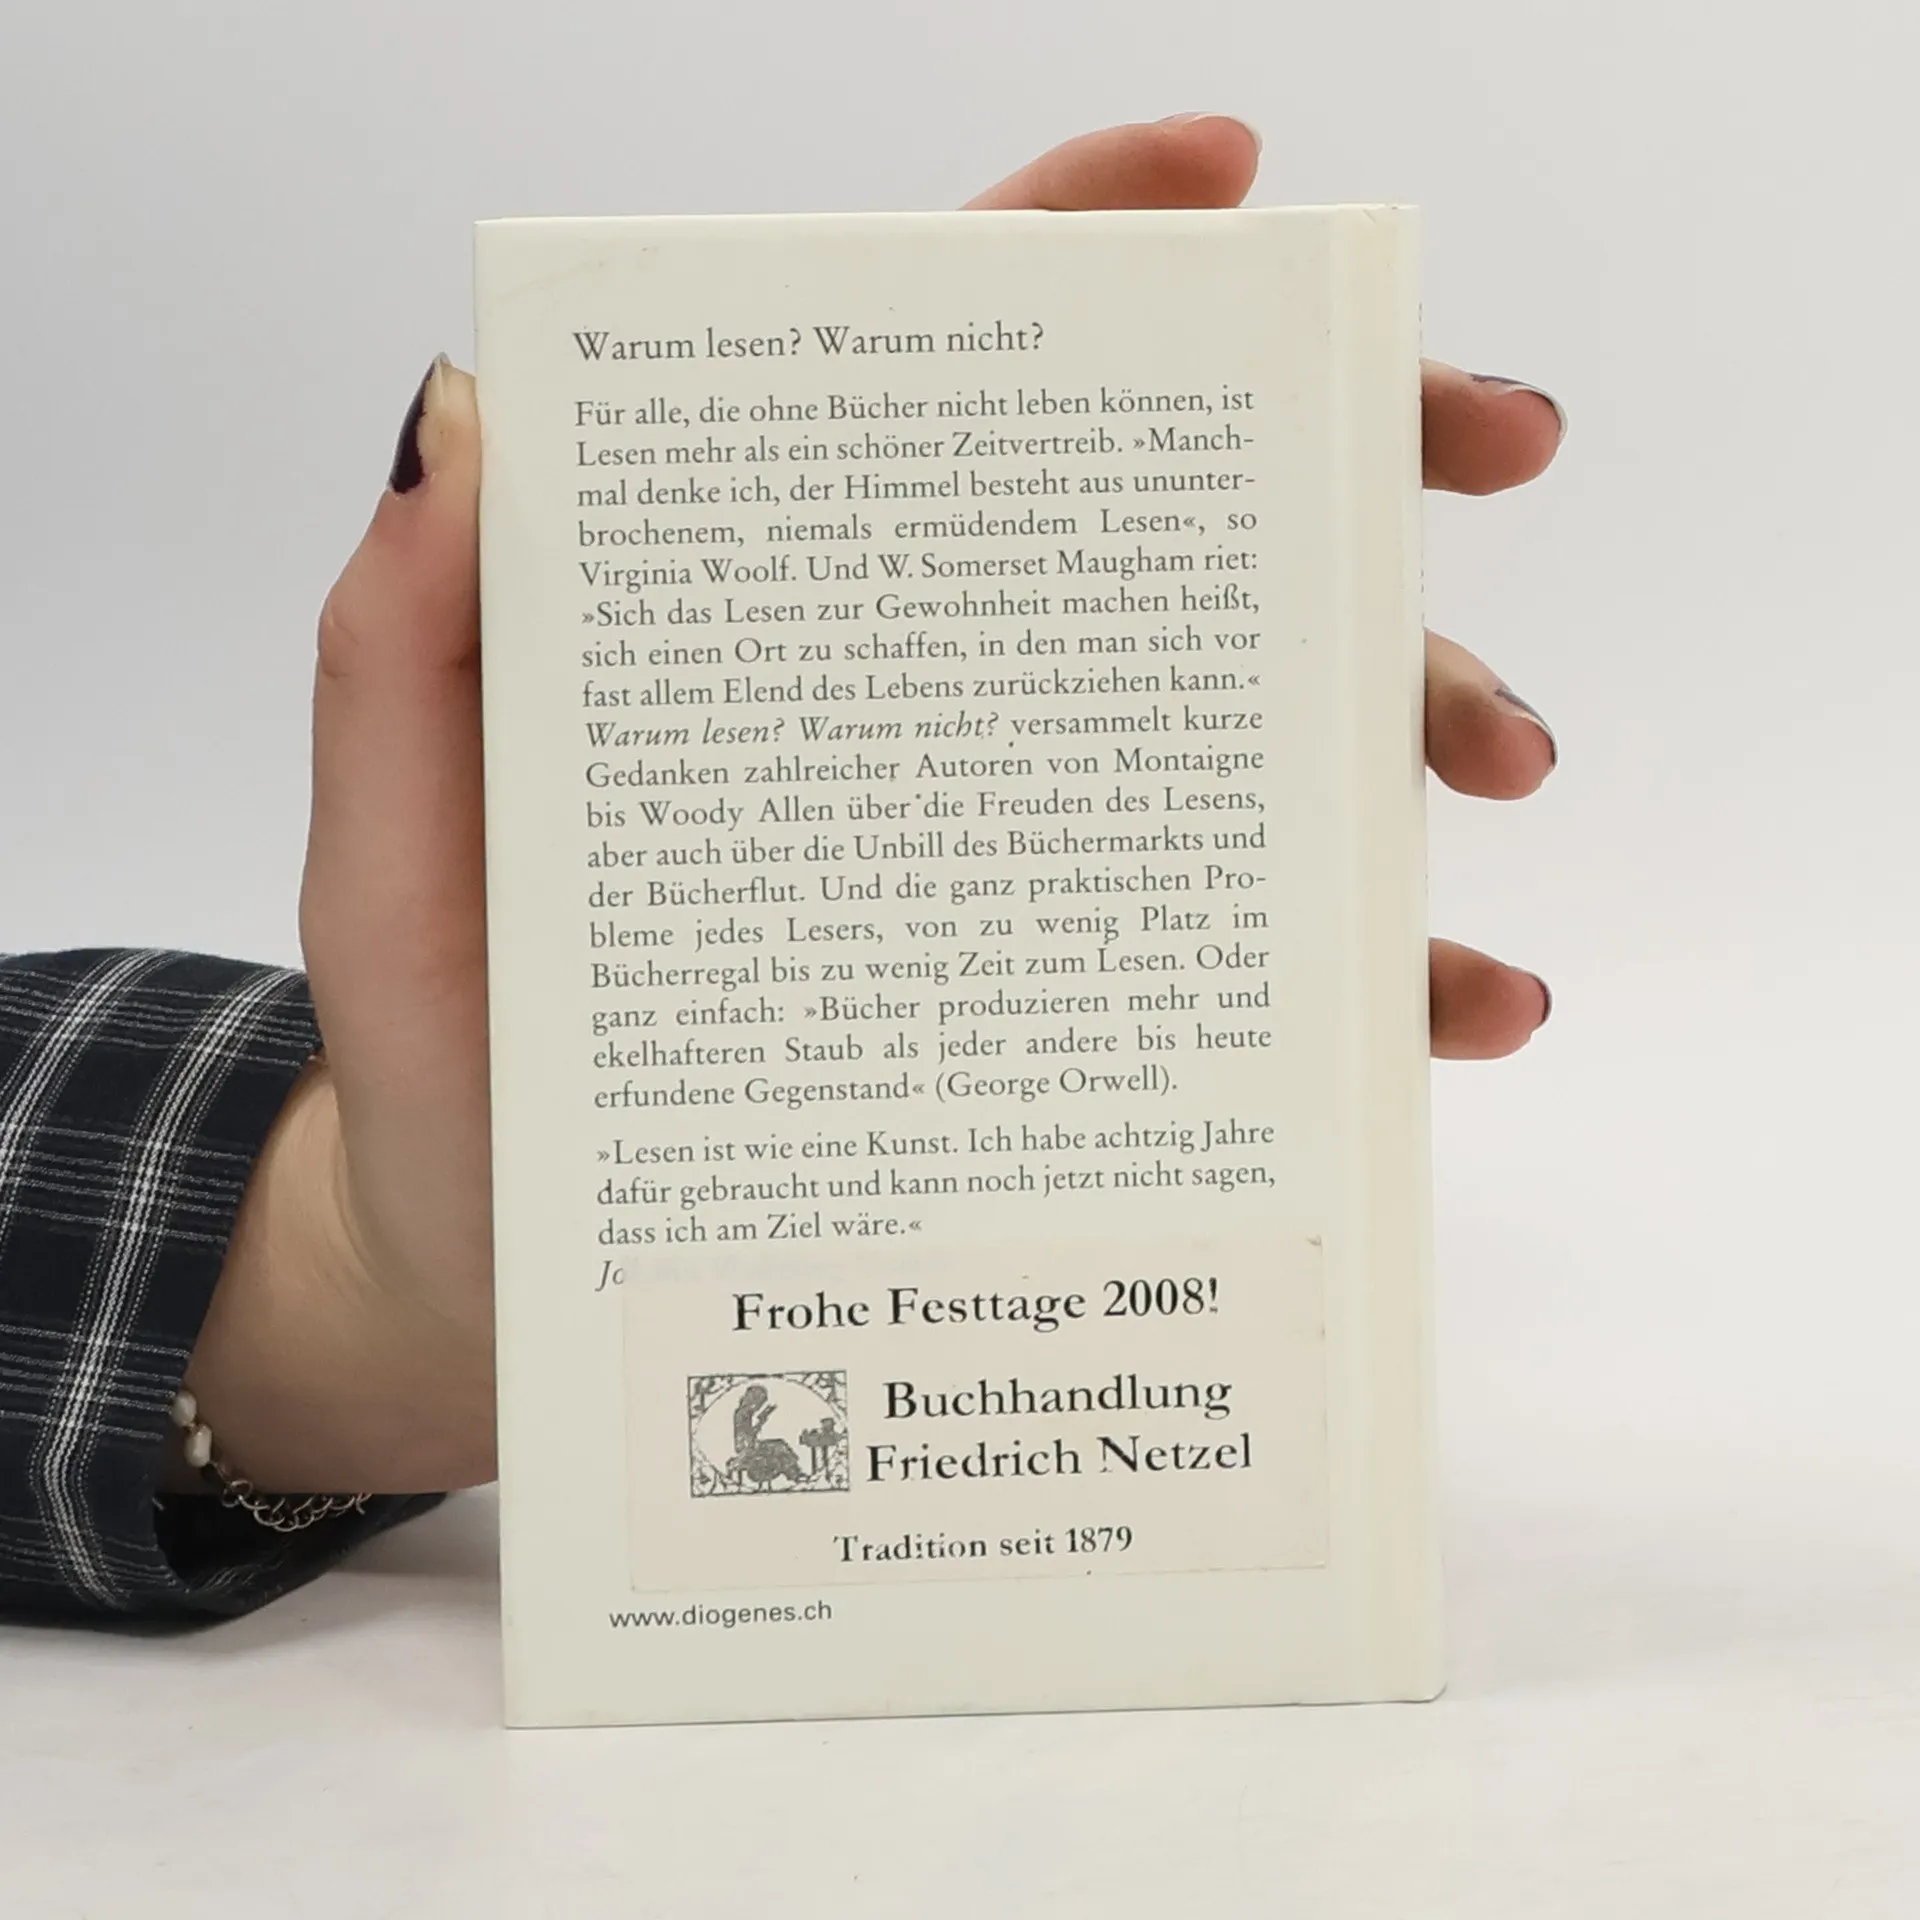 Warum lesen? Warum nicht?
Für alle, die ohne Bücher nicht leben können, ist
Lesen mehr als ein schöner Zeitvertreib. »Manch-
mal denke ich, der Himmel besteht aus ununter-
brochenem, niemals ermüdendem Lesen«, so
Virginia Woolf. Und W. Somerset Maugham riet:
»Sich das Lesen zur Gewohnheit machen heißt,
sich einen Ort zu schaffen, in den man sich vor
fast allem Elend des Lebens zurückziehen kann.«
Warum lesen? Warum nicht? versammelt kurze
Gedanken zahlreicher Autoren von Montaigne
bis Woody Allen über die Freuden des Lesens,
aber auch über die Unbill des Büchermarkts und
der Bücherflut. Und die ganz praktischen Pro-
bleme jedes Lesers, von zu wenig Platz im
Bücherregal bis zu wenig Zeit zum Lesen. Oder
ganz einfach: »Bücher produzieren mehr und
ekelhafteren Staub als jeder andere bis heute
erfundene Gegenstand« (George Orwell).
»Lesen ist wie eine Kunst. Ich habe achtzig Jahre
dafür gebraucht und kann noch jetzt nicht sagen,
dass ich am Ziel wäre.«
Frohe Festtage 2008!
Buchhandlung
Friedrich Netzel
Tradition seit 1879
www.diogenes.ch